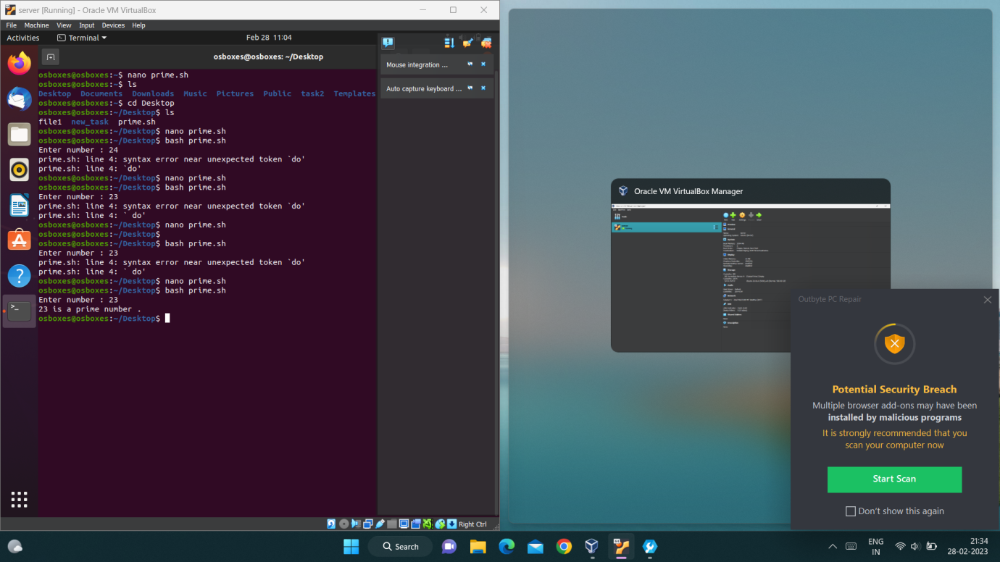 server [Running] - Oracle VM VirtualBox
File Machine View Input Devices Help
Activities Terminal Feb 28 11:04
osboxes@osboxes: ~/Desktop
osboxes@osboxes:~$ nano prime.sh
osboxes@osboxes:~$ ls
Desktop Documents Downloads Music Pictures Public task2 Templates
osboxes@osboxes:~$ cd Desktop
osboxes@osboxes:~/Desktop$ ls
file1 new_task prime.sh
osboxes@osboxes:~/Desktop$ nano prime.sh
osboxes@osboxes:~/Desktop$ bash prime.sh
Enter number : 24
prime.sh: line 4: syntax error near unexpected token `do'
prime.sh: line 4: `do'
osboxes@osboxes:~/Desktop$ nano prime.sh
osboxes@osboxes:~/Desktop$ bash prime.sh
Enter number : 23
prime.sh: line 4: syntax error near unexpected token `do'
prime.sh: line 4: ` do'
osboxes@osboxes:~/Desktop$ nano prime.sh
osboxes@osboxes:~/Desktop$
osboxes@osboxes:~/Desktop$ bash prime.sh
Enter number : 23
prime.sh: line 4: syntax error near unexpected token `do'
prime.sh: line 4: ` do'
osboxes@osboxes:~/Desktop$ nano prime.sh
osboxes@osboxes:~/Desktop$ bash prime.sh
Enter number : 23
23 is a prime number .
osboxes@osboxes:~/Desktop$
Mouse integration ...
Auto capture keyboard ...
Right Ctrl
Oracle VM VirtualBox Manager
Outbyte PC Repair
Potential Security Breach
Multiple browser add-ons may have been
installed by malicious programs
It is strongly recommended that you
scan your computer now
Start Scan
Don't show this again
Search
ENG
IN
21:34
28-02-2023